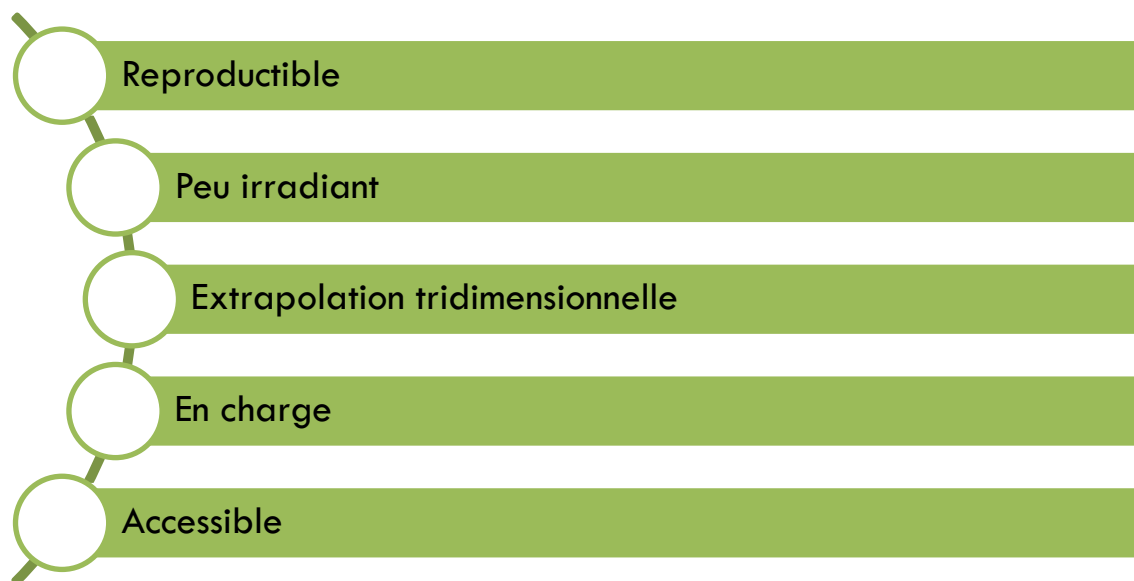 Reproductible
Peu irradiant
Extrapolation tridimensionnelle
En charge
Accessible